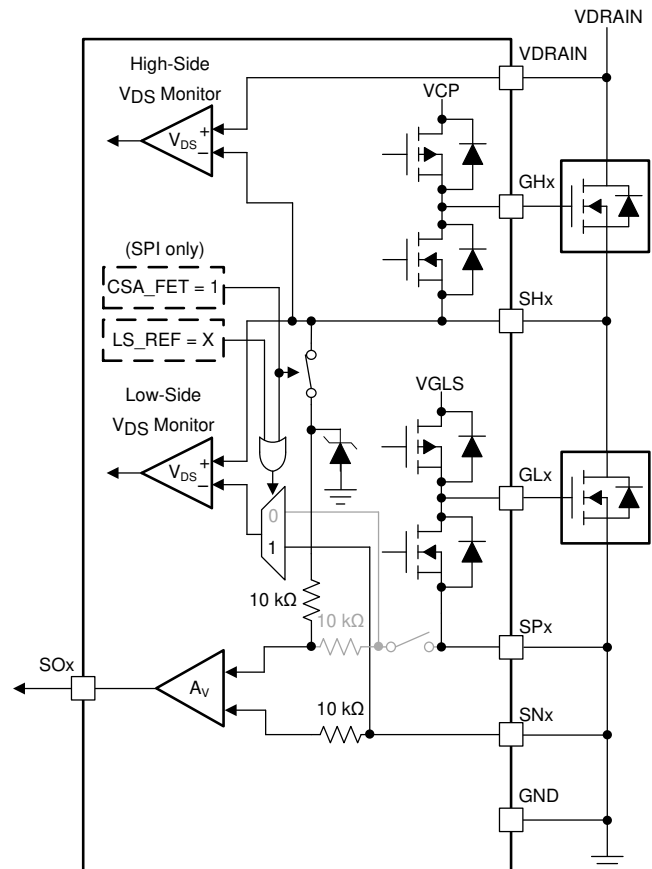 VDRAIN
VDRAIN
High-Side
VDS Monitor
VCP
VDS
+
−
GHx
(SPI only)
CSA_FET = 1
SHx
LS_REF = X
Low-Side
VDS Monitor
VGLS
VDS
+
−
GLx
0
1
10 kΩ
10 kΩ
SPx
SOx
AV
10 kΩ
SNx
GND